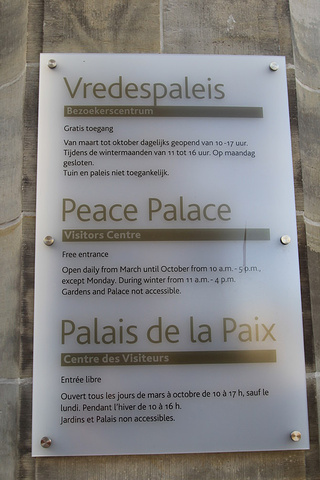 Vredespaleis
Bezoekerscentrum
Gratis toegang
Van maart tot oktober dagelijks geopend van 10 - 17 uur.
Tijdens de wintermaanden van 11 tot 16 uur. Op maandag
gesloten.
Tuin en paleis niet toegankelijk.
Peace Palace
Visitors Centre
Free entrance
Open daily from March until October from 10 a.m. - 5 p.m.,
except Monday. During winter from 11 a.m. - 4 p.m.
Gardens and Palace not accessible.
Palais de la Paix
Centre des Visiteurs
Entrée libre
Ouvert tous les jours de mars à octobre de 10 à 17 h, sauf le
lundi. Pendant l'hiver de 10 à 16 h.
Jardins et Palais non accessibles.